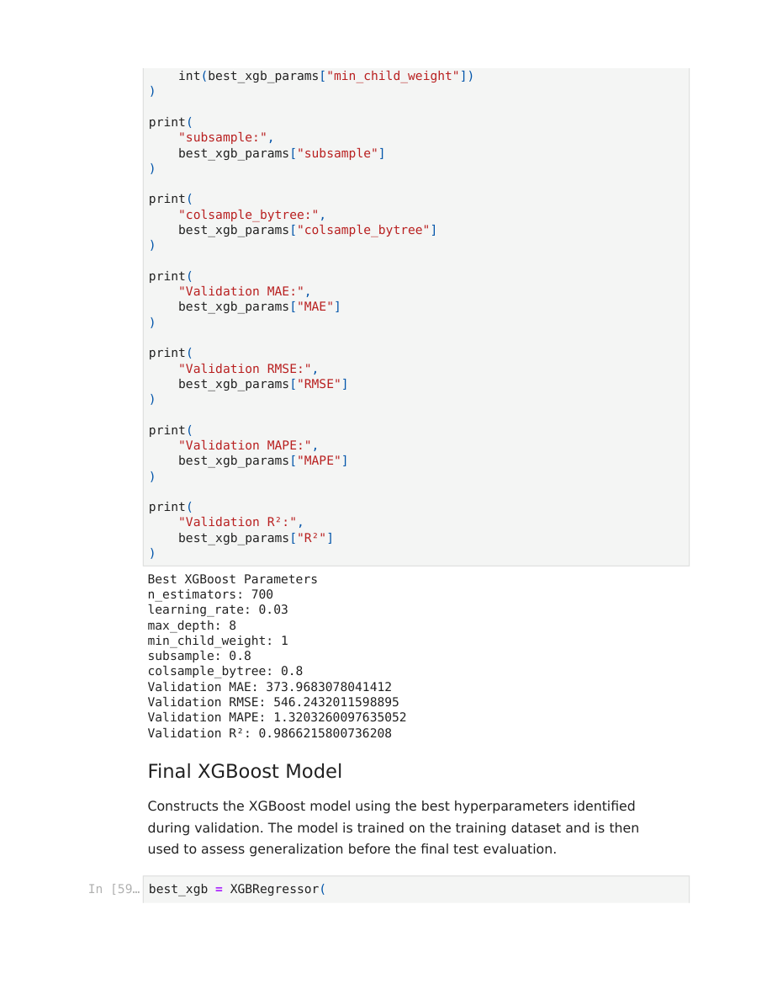 int(best_xgb_params["min_child_weight"])
)

print(
    "subsample:",
    best_xgb_params["subsample"]
)

print(
    "colsample_bytree:",
    best_xgb_params["colsample_bytree"]
)

print(
    "Validation MAE:",
    best_xgb_params["MAE"]
)

print(
    "Validation RMSE:",
    best_xgb_params["RMSE"]
)

print(
    "Validation MAPE:",
    best_xgb_params["MAPE"]
)

print(
    "Validation R²:",
    best_xgb_params["R²"]
)
Best XGBoost Parameters
n_estimators: 700
learning_rate: 0.03
max_depth: 8
min_child_weight: 1
subsample: 0.8
colsample_bytree: 0.8
Validation MAE: 373.9683078041412
Validation RMSE: 546.2432011598895
Validation MAPE: 1.3203260097635052
Validation R²: 0.9866215800736208
Final XGBoost Model
Constructs the XGBoost model using the best hyperparameters identified
during validation. The model is trained on the training dataset and is then
used to assess generalization before the final test evaluation.
In [59… best_xgb = XGBRegressor(